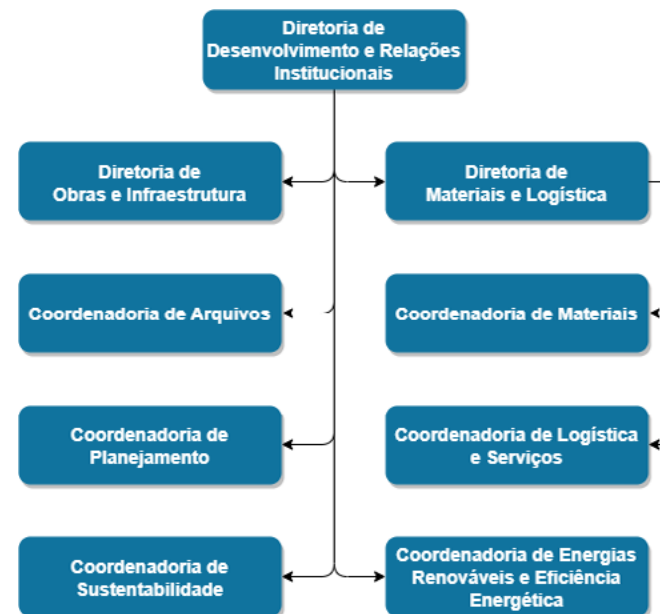 Diretoria de
Desenvolvimento e Relações
Institucionais
Diretoria de
Obras e Infraestrutura
Diretoria de
Materiais e Logística
Coordenadoria de Arquivos
Coordenadoria de Materiais
Coordenadoria de
Planejamento
Coordenadoria de Logística
e Serviços
Coordenadoria de
Sustentabilidade
Coordenadoria de Energias
Renováveis e Eficiência
Energética